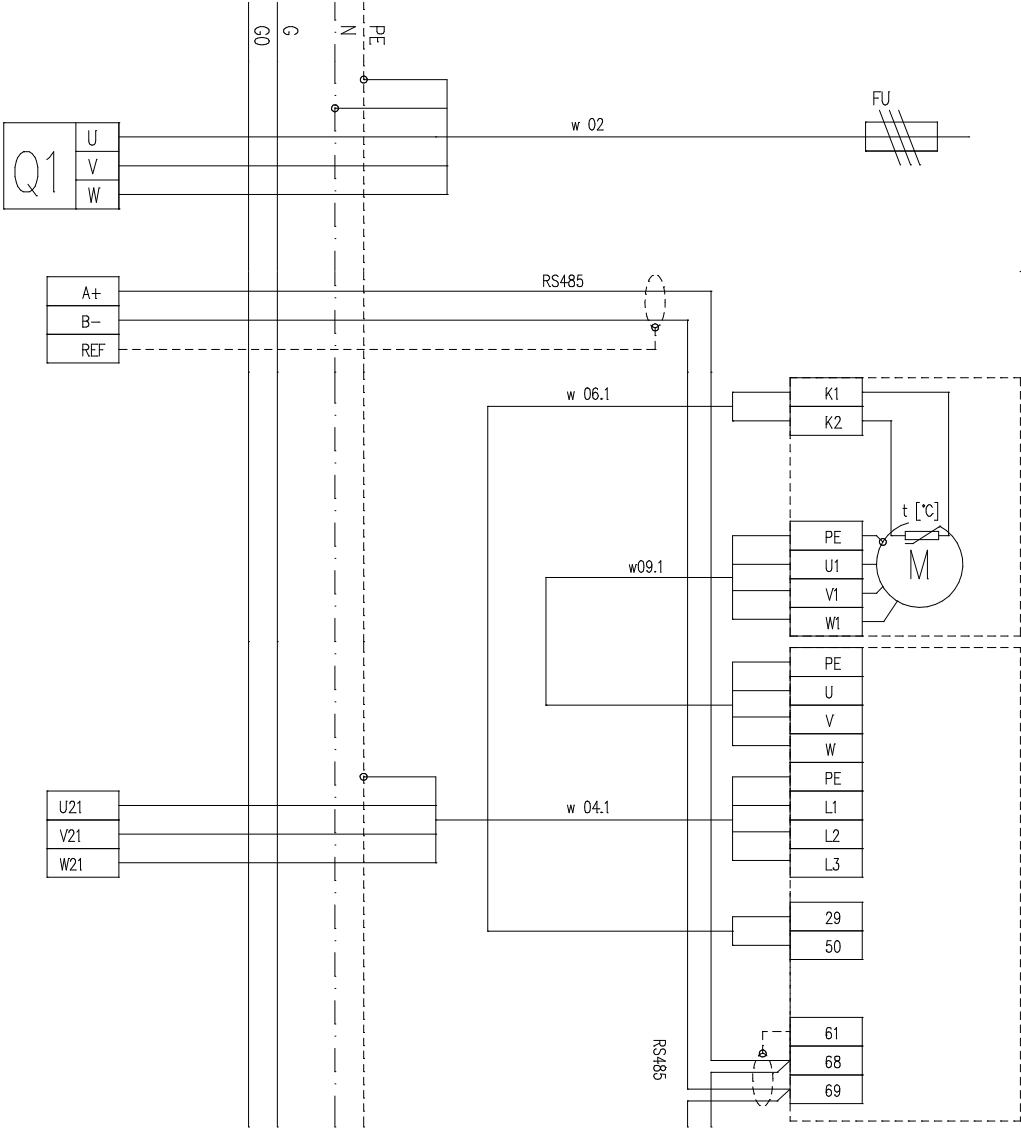 G0
G
N
PE
FU
w 02
Q1
U
V
W
RS485
A+
B-
REF
w 06.1
K1
K2
t [°C]
M
w09.1
PE
U1
V1
W1
PE
U
V
W
PE
L1
L2
L3
w 04.1
U21
V21
W21
29
50
RS485
61
68
69